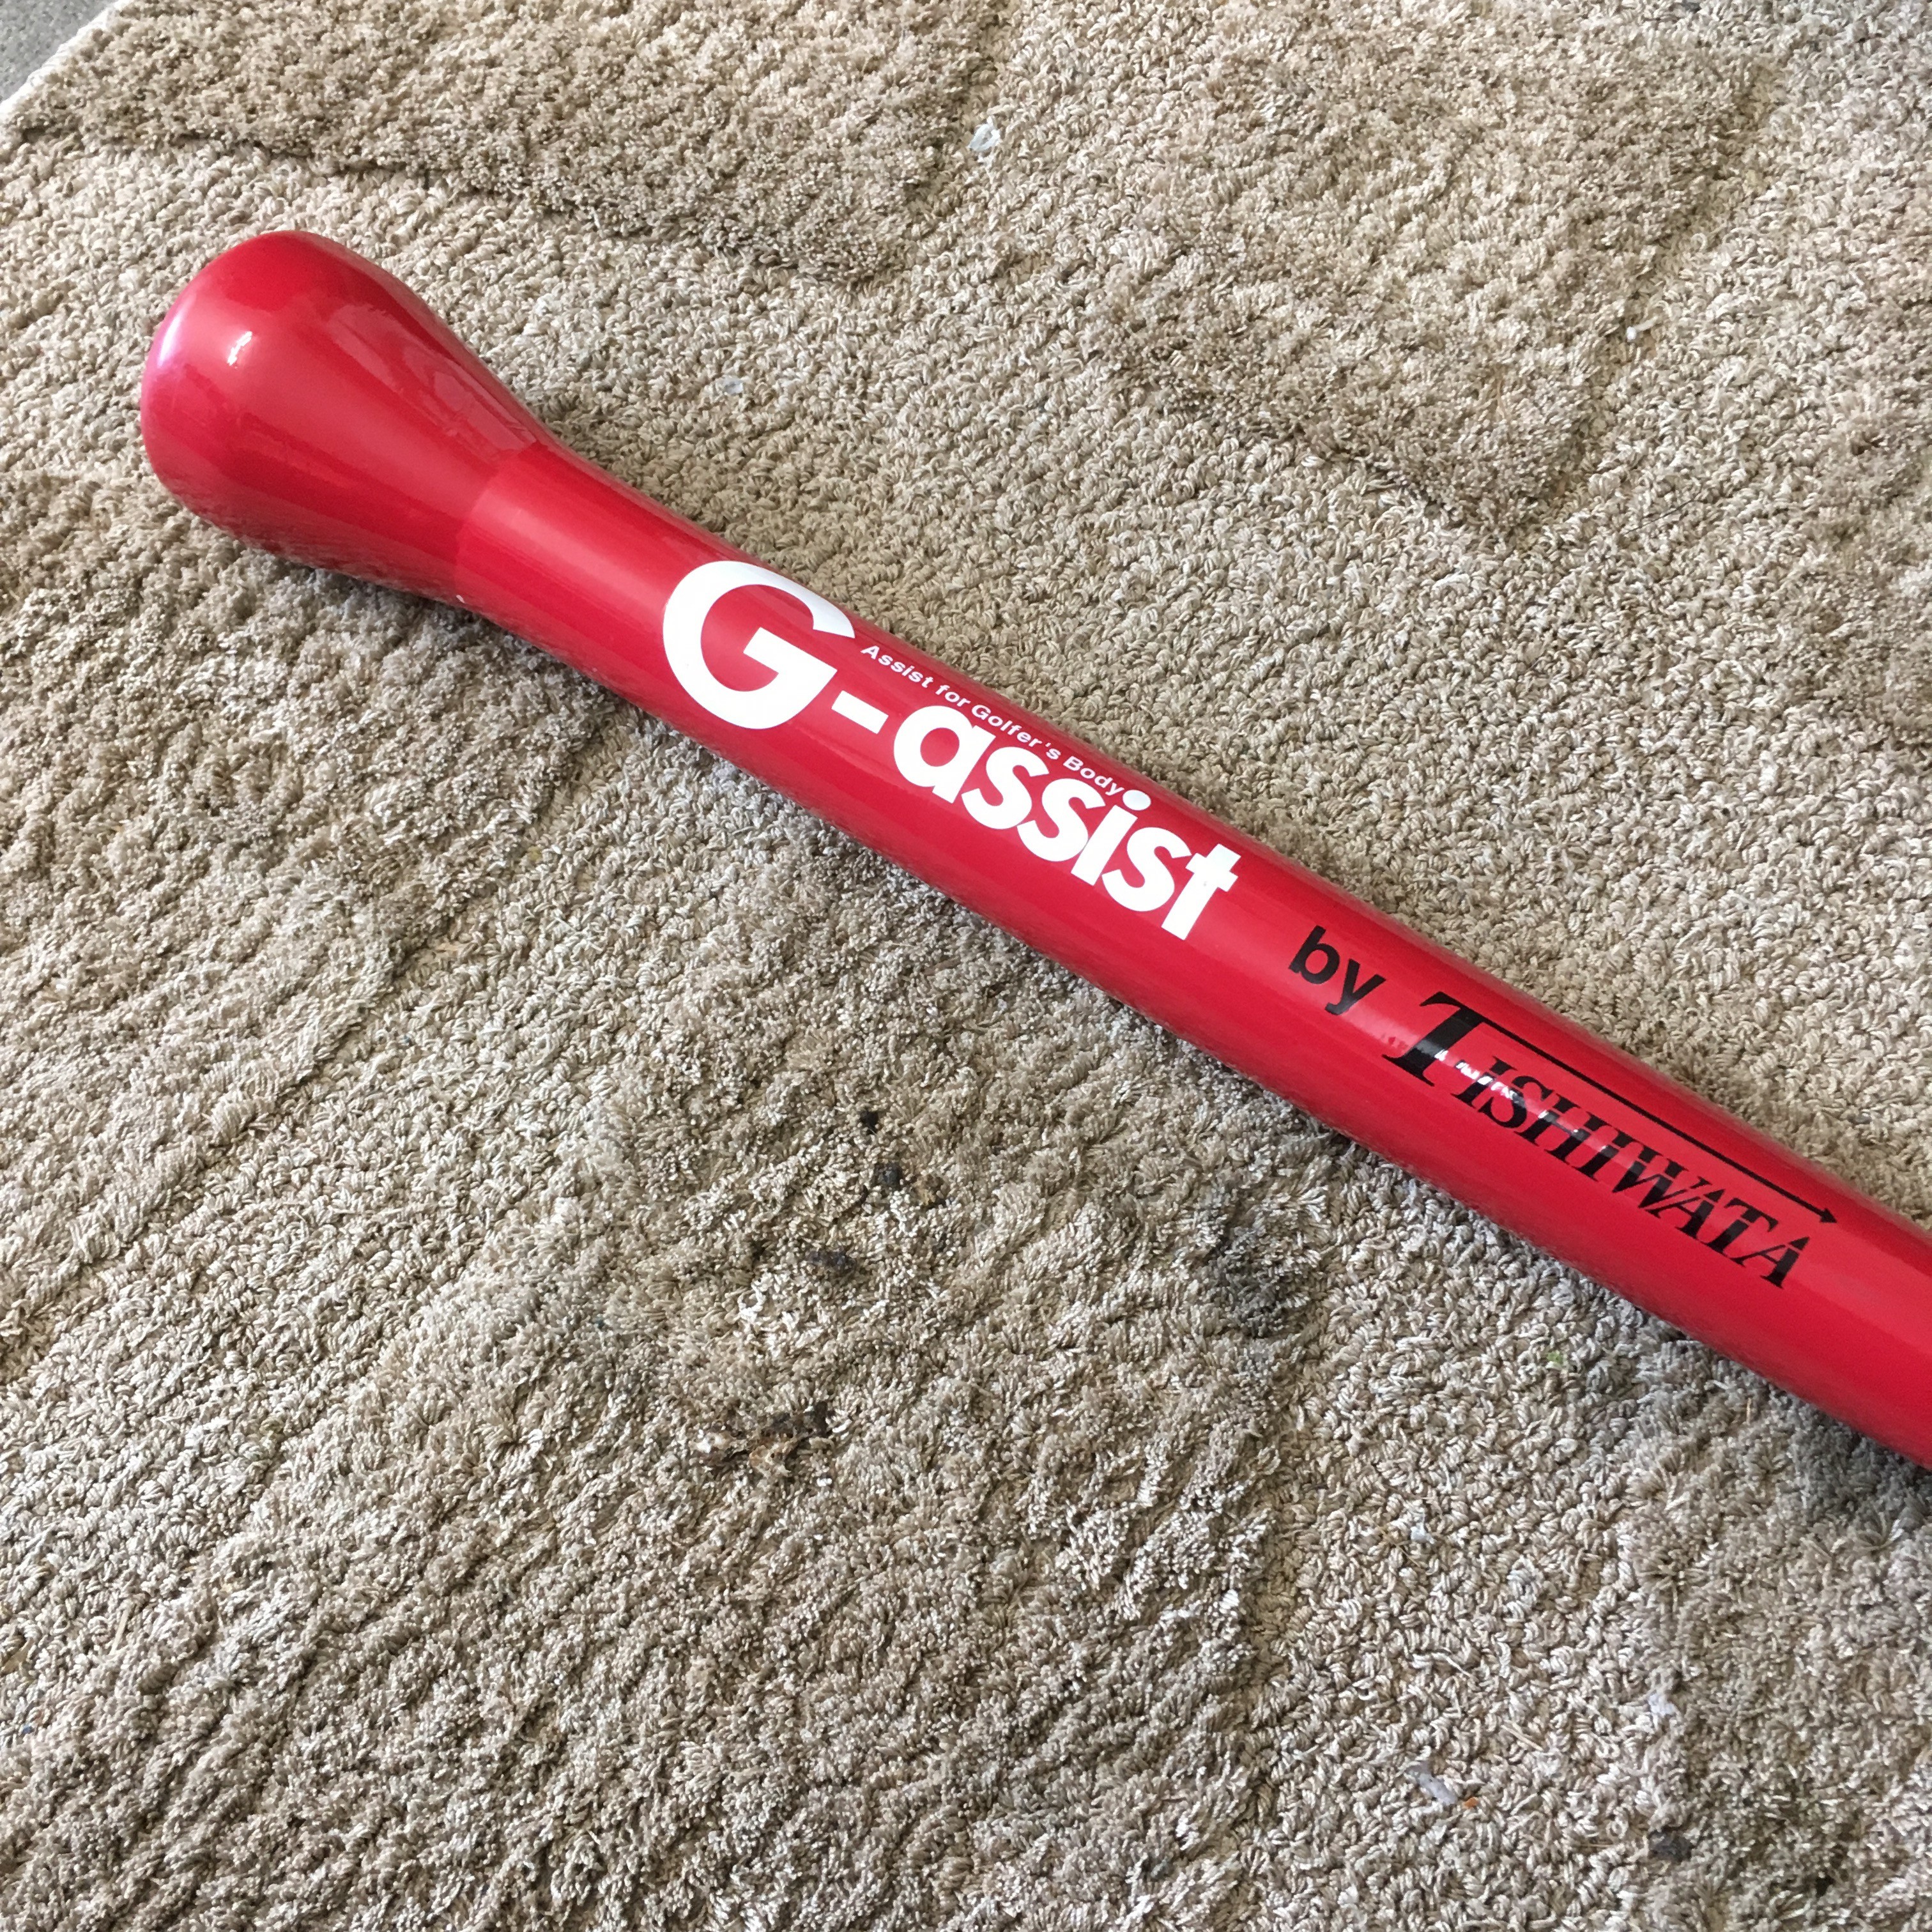 G-assist
Assist for Golfer's Body
by T-ISHIWATA